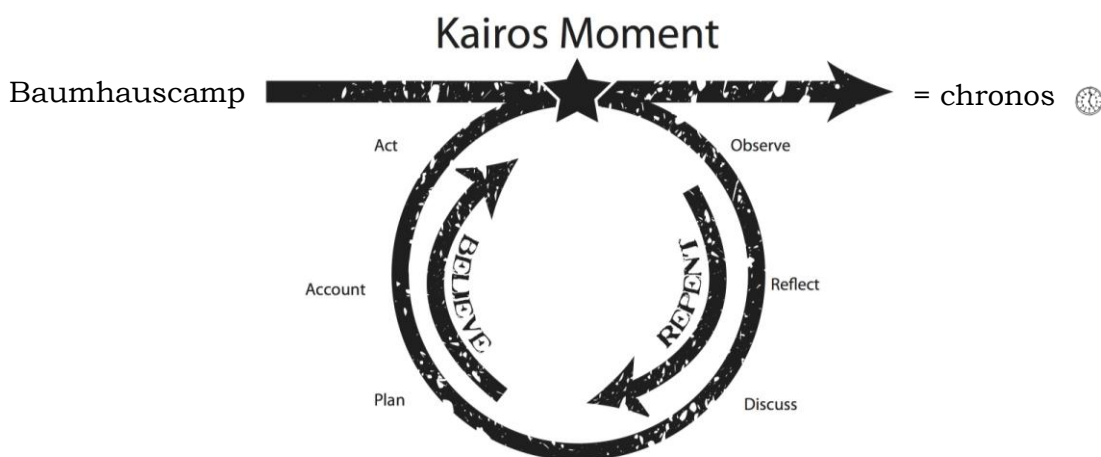 Kairos Moment
Baumhauscamp
= chronos
Act
Observe
BELIEVE
REPENT
Account
Reflect
Plan
Discuss